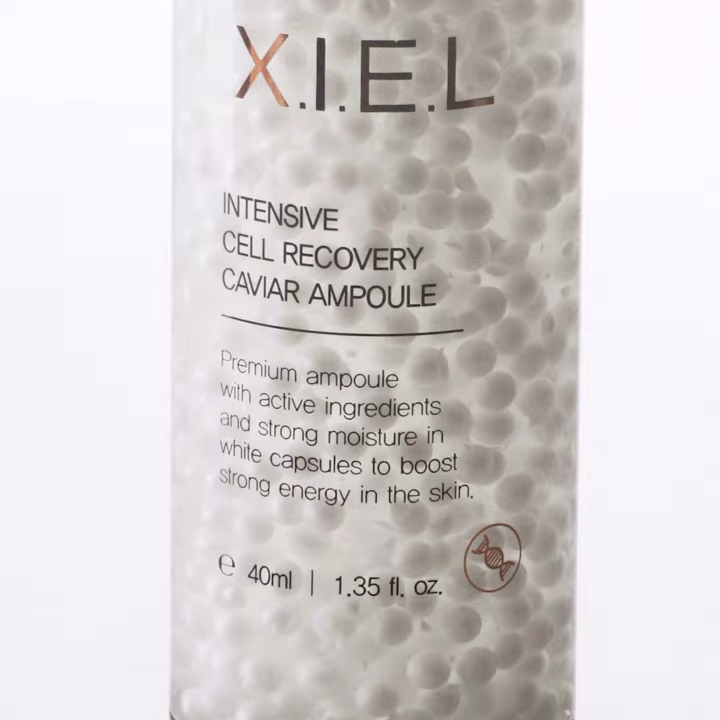 X.I.E.L
INTENSIVE
CELL RECOVERY
CAVIAR AMPOULE
Premium ampoule
with active ingredients
and strong moisture in
white capsules to boost
strong energy in the skin.
℮ 40ml | 1.35 fl. oz.